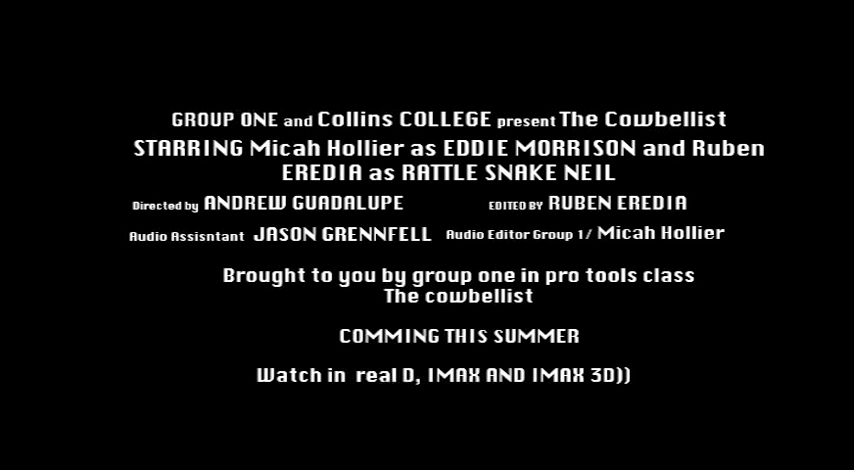 GROUP ONE and Collins COLLEGE present The Cowbellist
STARRING Micah Hollier as EDDIE MORRISON and Ruben
EREDIA as RATTLE SNAKE NEIL
Directed by ANDREW GUADALUPE EDITED BY RUBEN EREDIA
Audio Assisntant JASON GRENNFELL Audio Editor Group 1/ Micah Hollier
Brought to you by group one in pro tools class
The cowbellist
COMMING THIS SUMMER
Watch in real D, IMAX AND IMAX 3D))